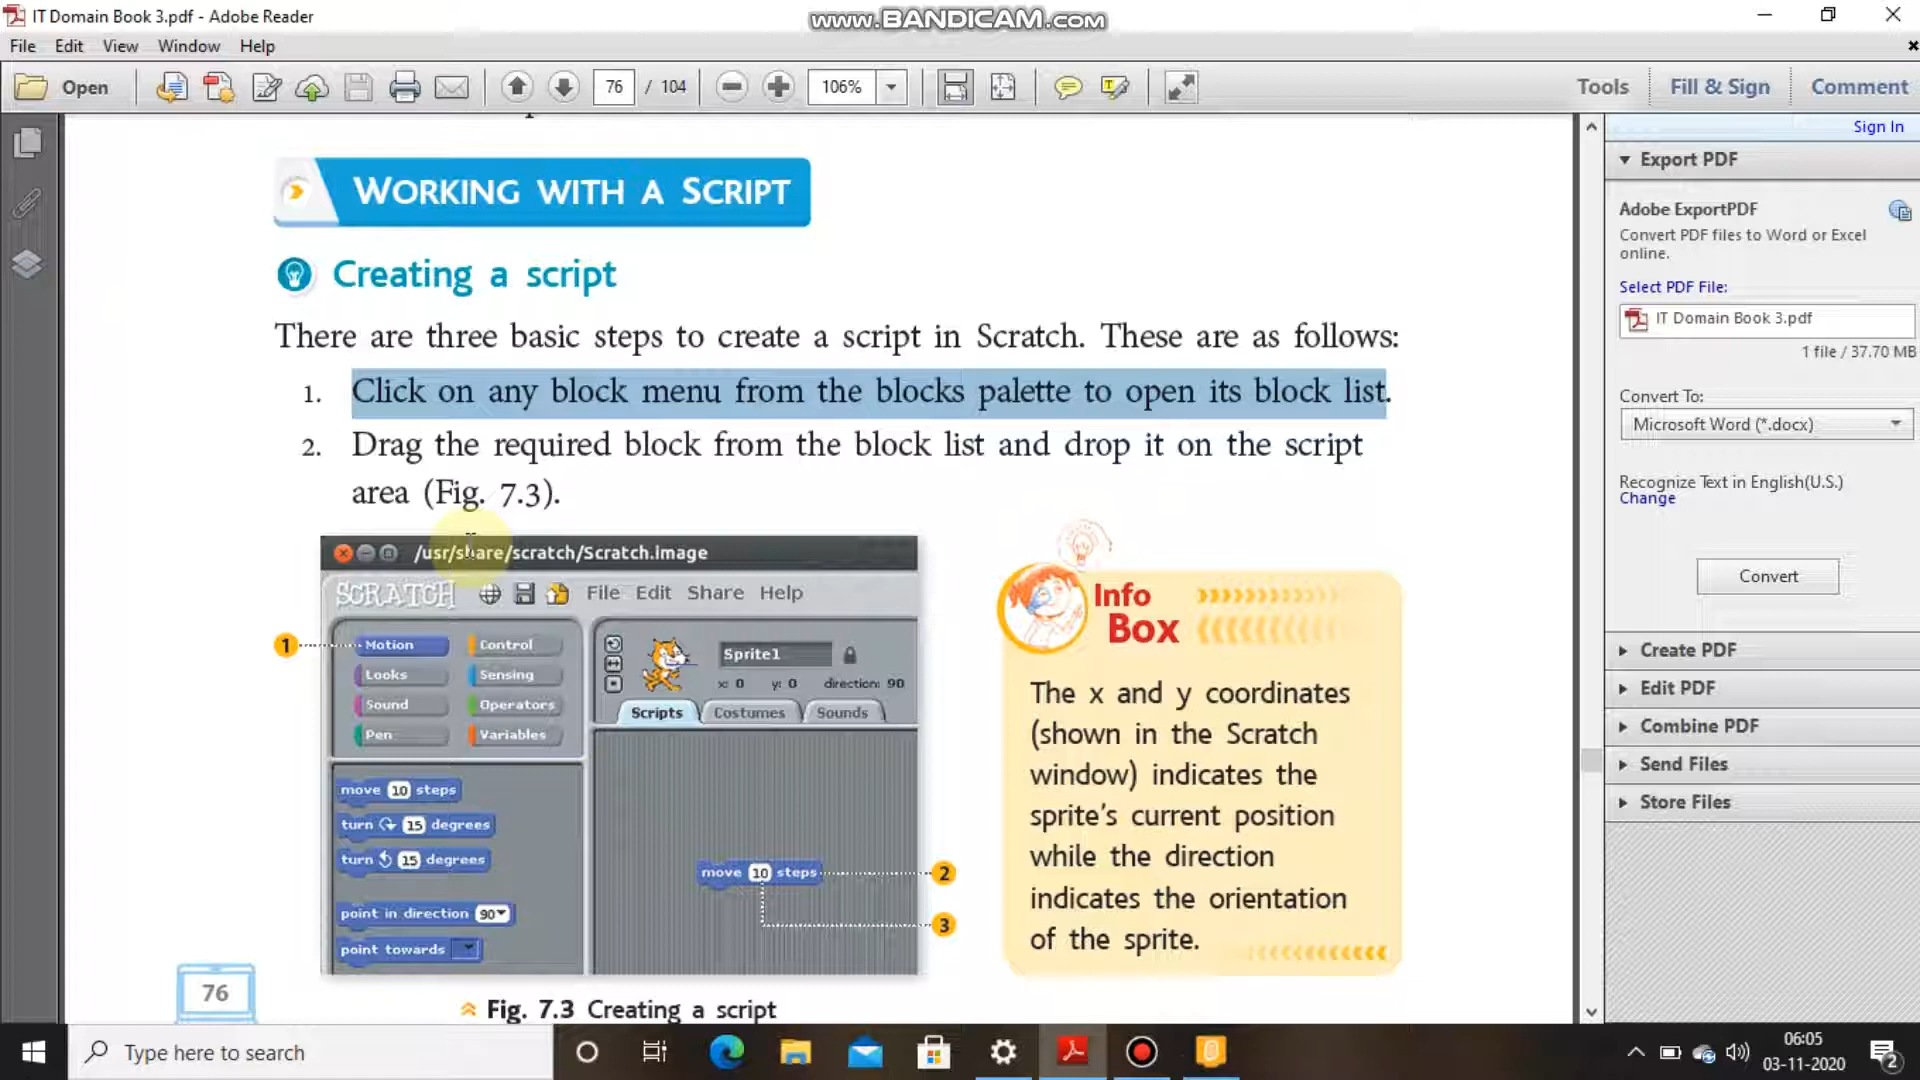 IT Domain Book 3.pdf - Adobe Reader
www.BANDICAM.com
File Edit View Window Help
Open 76 / 104 106% Tools Fill & Sign Comment
Sign In
WORKING WITH A SCRIPT
Creating a script
There are three basic steps to create a script in Scratch. These are as follows:
1. Click on any block menu from the blocks palette to open its block list.
2. Drag the required block from the block list and drop it on the script
area (Fig. 7.3).
/usr/share/scratch/Scratch.image
SCRATCH File Edit Share Help
1 Motion Control
Looks Sensing
Sound Operators
Pen Variables
Sprite1
x: 0 y: 0 direction: 90
Scripts Costumes Sounds
move 10 steps
turn 15 degrees
turn 15 degrees
point in direction 90
point towards
move 10 steps 2
3
Info
Box
The x and y coordinates
(shown in the Scratch
window) indicates the
sprite's current position
while the direction
indicates the orientation
of the sprite.
76
Fig. 7.3 Creating a script
Export PDF
Adobe ExportPDF
Convert PDF files to Word or Excel
online.
Select PDF File:
IT Domain Book 3.pdf
1 file / 37.70 MB
Convert To:
Microsoft Word (*.docx)
Recognize Text in English(U.S.)
Change
Convert
Create PDF
Edit PDF
Combine PDF
Send Files
Store Files
Type here to search
06:05
03-11-2020
2